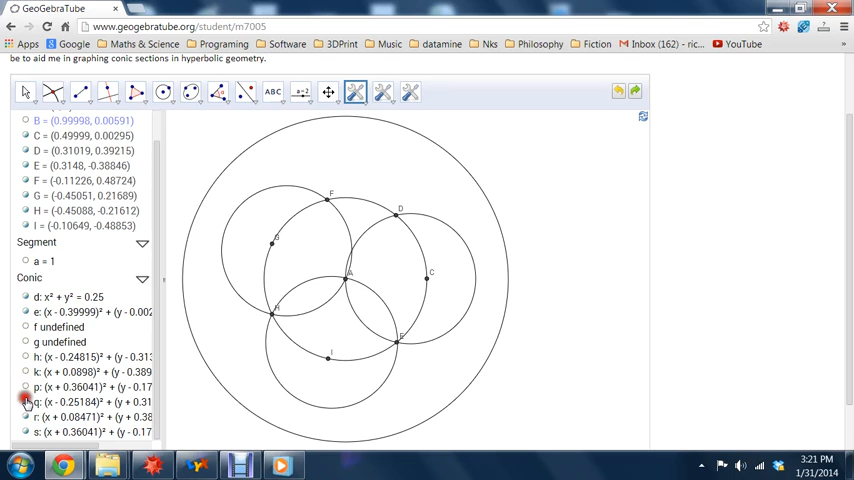 GeoGebraTube
www.geogebratube.org/student/m7005
Apps Google Maths & Science Programing Software 3DPrint Music datamine Nks Philosophy Fiction Inbox (162) - ric... YouTube
be to aid me in graphing conic sections in hyperbolic geometry.
ABC a=2
B = (0.99998, 0.00591)
C = (0.49999, 0.00295)
D = (0.31019, 0.39215)
E = (0.3148, -0.38846)
F = (-0.11226, 0.48724)
G = (-0.45051, 0.21689)
H = (-0.45088, -0.21612)
I = (-0.10649, -0.48853)
Segment
a = 1
Conic
d: x² + y² = 0.25
e: (x - 0.39999)² + (y - 0.002
f undefined
g undefined
h: (x - 0.24815)² + (y - 0.313
k: (x + 0.0898)² + (y - 0.389
p: (x + 0.36041)² + (y - 0.17
q: (x - 0.25184)² + (y + 0.31
r: (x + 0.08471)² + (y + 0.38
s: (x + 0.36041)² + (y - 0.17
F
D
G
A
C
H
E
I
3:21 PM
1/31/2014